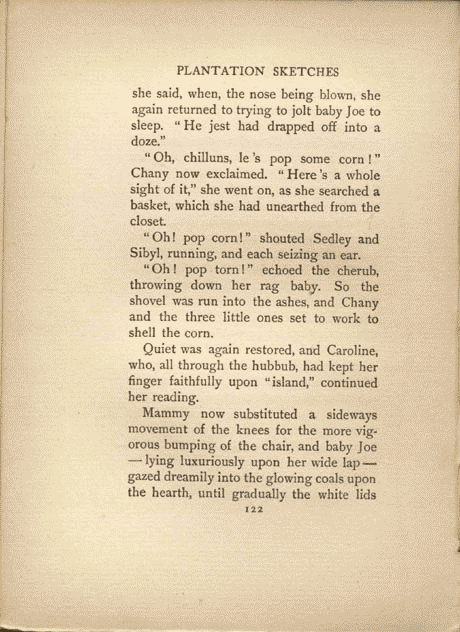 PLANTATION SKETCHES
she said, when, the nose being blown, she
again returned to trying to jolt baby Joe to
sleep. “He jest had drapped off into a
doze.”
“Oh, chilluns, le’s pop some corn!”
Chany now exclaimed. “Here’s a whole
sight of it,” she went on, as she searched a
basket, which she had unearthed from the
closet.
“Oh! pop corn!” shouted Sedley and
Sibyl, running, and each seizing an ear.
“Oh! pop torn!” echoed the cherub,
throwing down her rag baby. So the
shovel was run into the ashes, and Chany
and the three little ones set to work to
shell the corn.
Quiet was again restored, and Caroline,
who, all through the hubbub, had kept her
finger faithfully upon “island,” continued
her reading.
Mammy now substituted a sideways
movement of the knees for the more vig-
orous bumping of the chair, and baby Joe
—lying luxuriously upon her wide lap—
gazed dreamily into the glowing coals upon
the hearth, until gradually the white lids
122